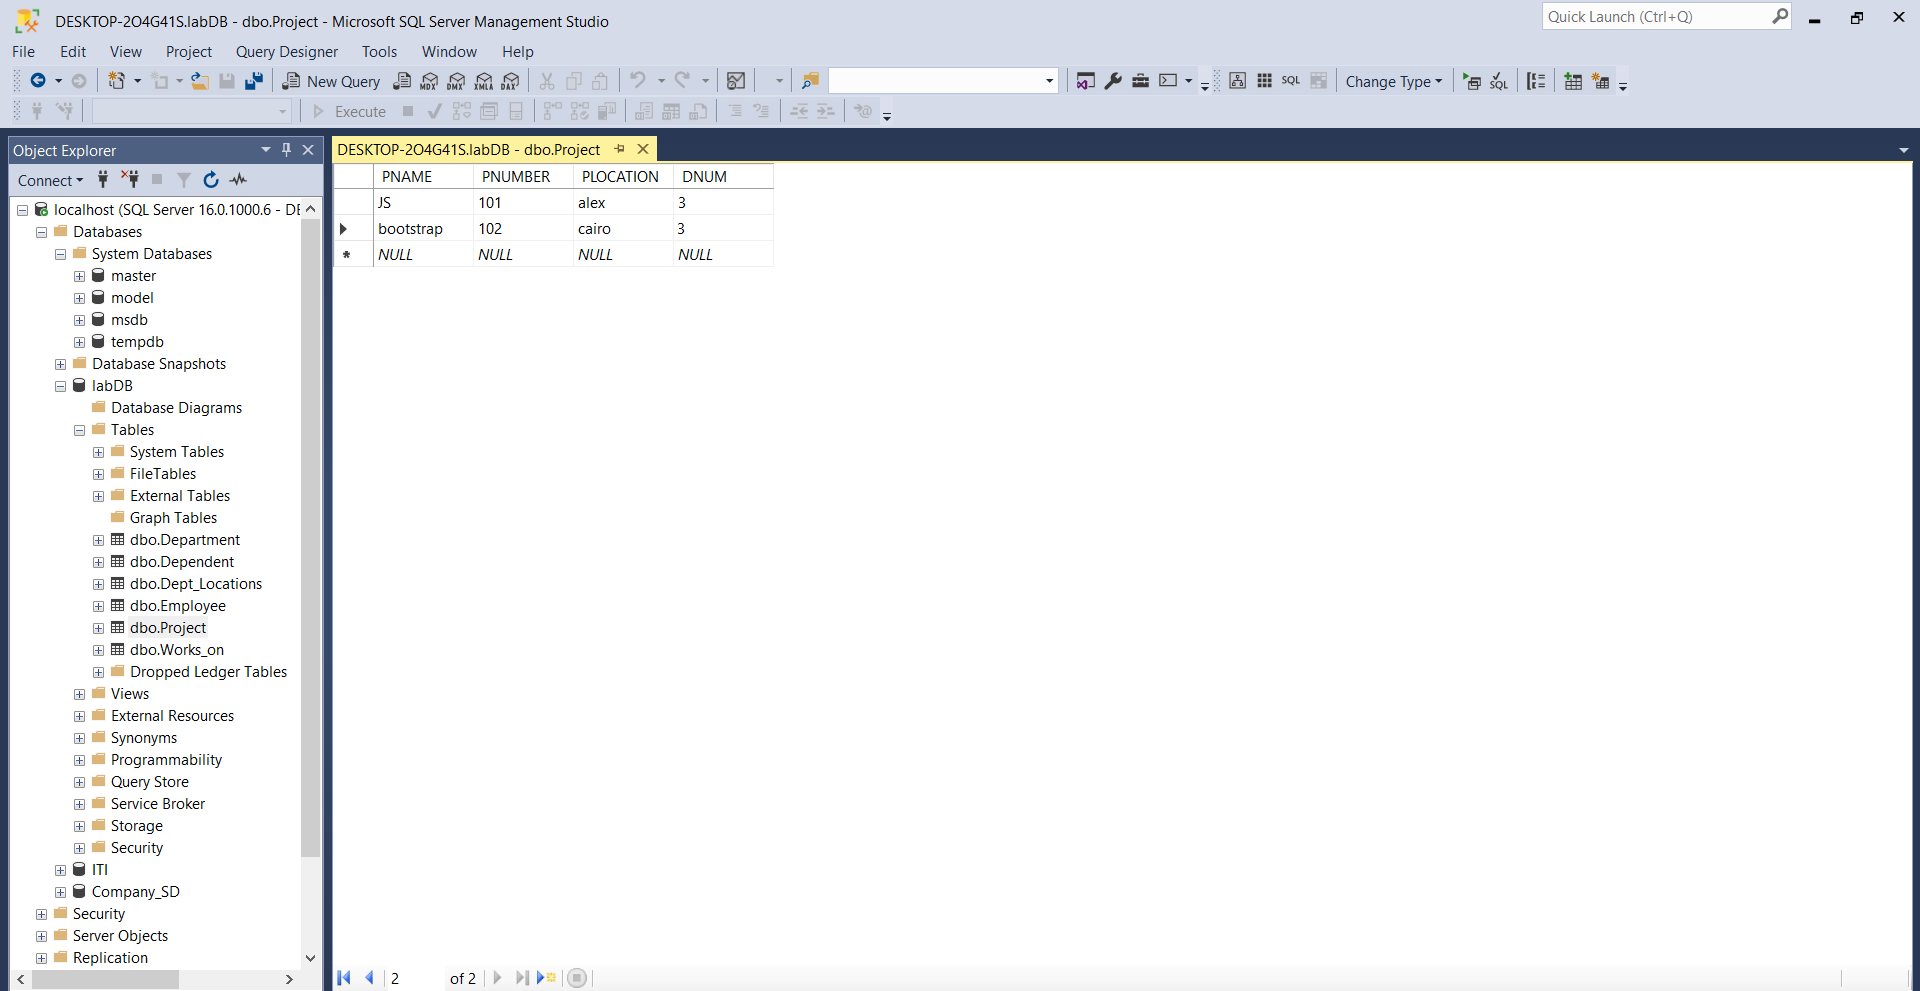 DESKTOP-2O4G41S.labDB - dbo.Project - Microsoft SQL Server Management Studio
Quick Launch (Ctrl+Q)
File Edit View Project Query Designer Tools Window Help
New Query MDX DMX XMLA DAX SQL Change Type SQL
Execute
Object Explorer
DESKTOP-2O4G41S.labDB - dbo.Project
Connect
localhost (SQL Server 16.0.1000.6 - DE
Databases
System Databases
master
model
msdb
tempdb
Database Snapshots
labDB
Database Diagrams
Tables
System Tables
FileTables
External Tables
Graph Tables
dbo.Department
dbo.Dependent
dbo.Dept_Locations
dbo.Employee
dbo.Project
dbo.Works_on
Dropped Ledger Tables
Views
External Resources
Synonyms
Programmability
Query Store
Service Broker
Storage
Security
ITI
Company_SD
Security
Server Objects
Replication
PNAME PNUMBER PLOCATION DNUM
JS 101 alex 3
bootstrap 102 cairo 3
NULL NULL NULL NULL
2 of 2